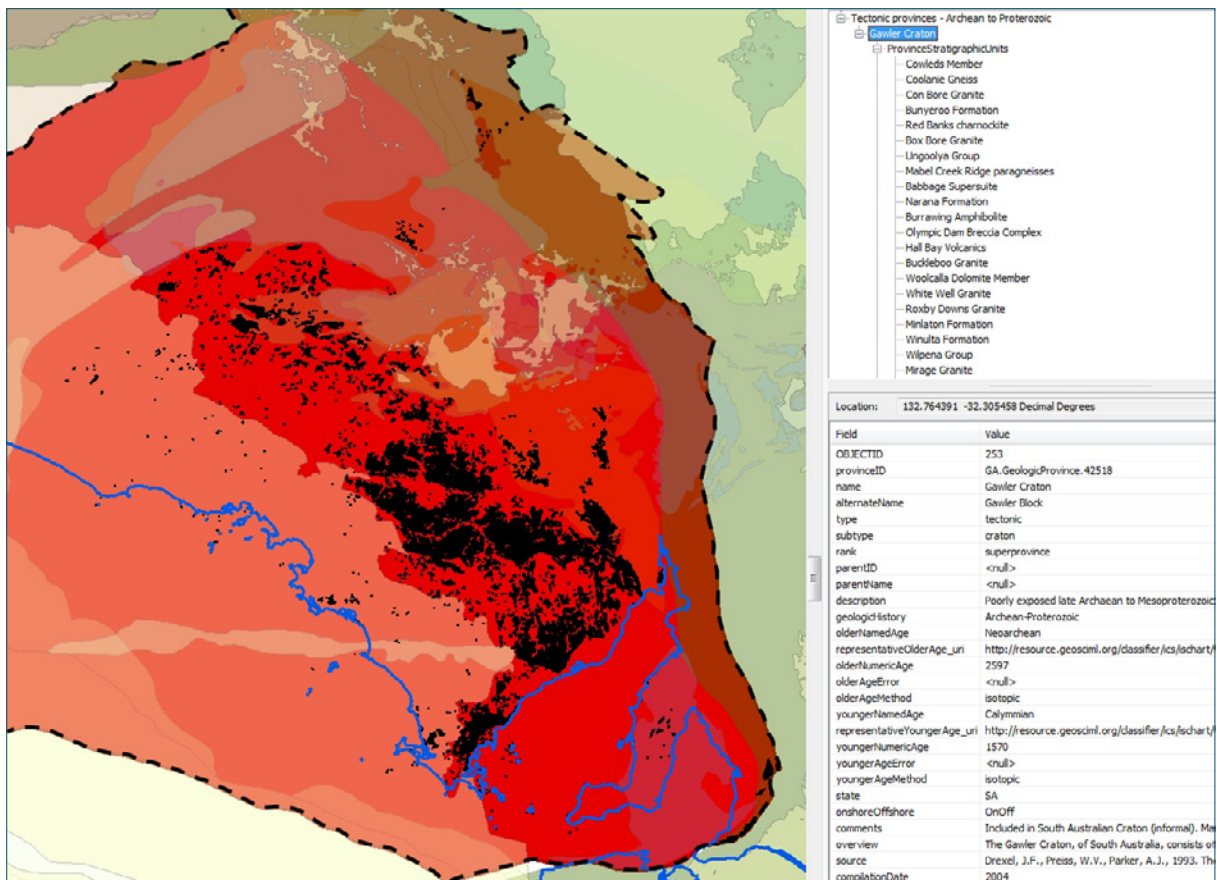 Tectonic provinces - Archean to Proterozoic
Gawler Craton
ProvinceStratigraphicUnits
Cowleds Member
Coolanie Gneiss
Con Bore Granite
Bunyeroo Formation
Red Banks charnockite
Box Bore Granite
Ungoolya Group
Mabel Creek Ridge paragneisses
Babbage Supersuite
Narana Formation
Burrawing Amphibolite
Olympic Dam Breccia Complex
Hall Bay Volcanics
Buckleboo Granite
Woolcalla Dolomite Member
White Well Granite
Roxby Downs Granite
Minlaton Formation
Winulta Formation
Wilpena Group
Mirage Granite
Location: 132.764391 -32.305458 Decimal Degrees
Field Value
OBJECTID 253
provinceID GA.GeologicProvince.42518
name Gawler Craton
alternateName Gawler Block
type tectonic
subtype craton
rank superprovince
parentID <null>
parentName <null>
description Poorly exposed late Archaean to Mesoproterozoic
geologicHistory Archean-Proterozoic
olderNamedAge Neoarchean
representativeOlderAge_uri http://resource.geosciml.org/classifier/ics/ischart/
olderNumericAge 2597
olderAgeError <null>
olderAgeMethod isotopic
youngerNamedAge Calymmian
representativeYoungerAge_uri http://resource.geosciml.org/classifier/ics/ischart/
youngerNumericAge 1570
youngerAgeError <null>
youngerAgeMethod isotopic
state SA
onshoreOffshore OnOff
comments Included in South Australian Craton (informal). Ma
overview The Gawler Craton, of South Australia, consists of
source Drexel, J.F., Preiss, W.V., Parker, A.J., 1993. Th
compilationDate 2004